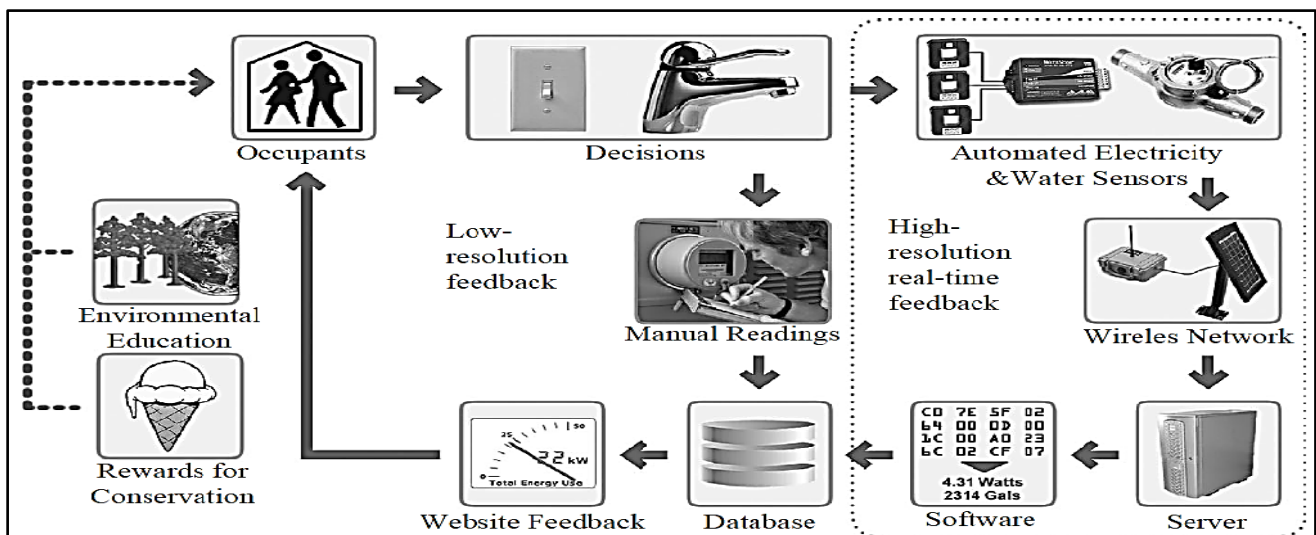 Occupants
Decisions
Automated Electricity
&Water Sensors
Low-
resolution
feedback
High-
resolution
real-time
feedback
Environmental
Education
Manual Readings
Wireles Network
Rewards for
Conservation
0
25
50
22 kW
Total Energy Use
Website Feedback
Database
C0 7E 5F 02
64 00 0D 00
1C 00 A0 23
6C 02 CF 07
4.31 Watts
2314 Gals
Software
Server